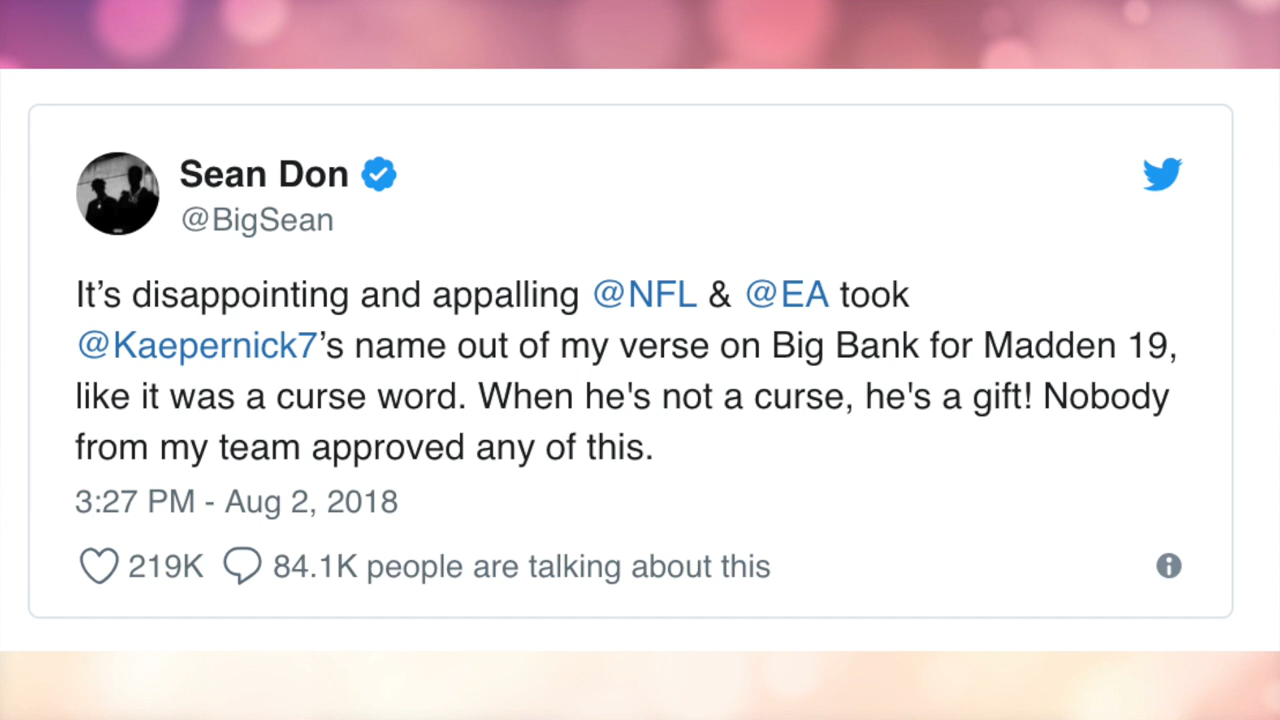 Sean Don
@BigSean
It’s disappointing and appalling @NFL & @EA took
@Kaepernick7’s name out of my verse on Big Bank for Madden 19,
like it was a curse word. When he's not a curse, he's a gift! Nobody
from my team approved any of this.
3:27 PM - Aug 2, 2018
219K 84.1K people are talking about this